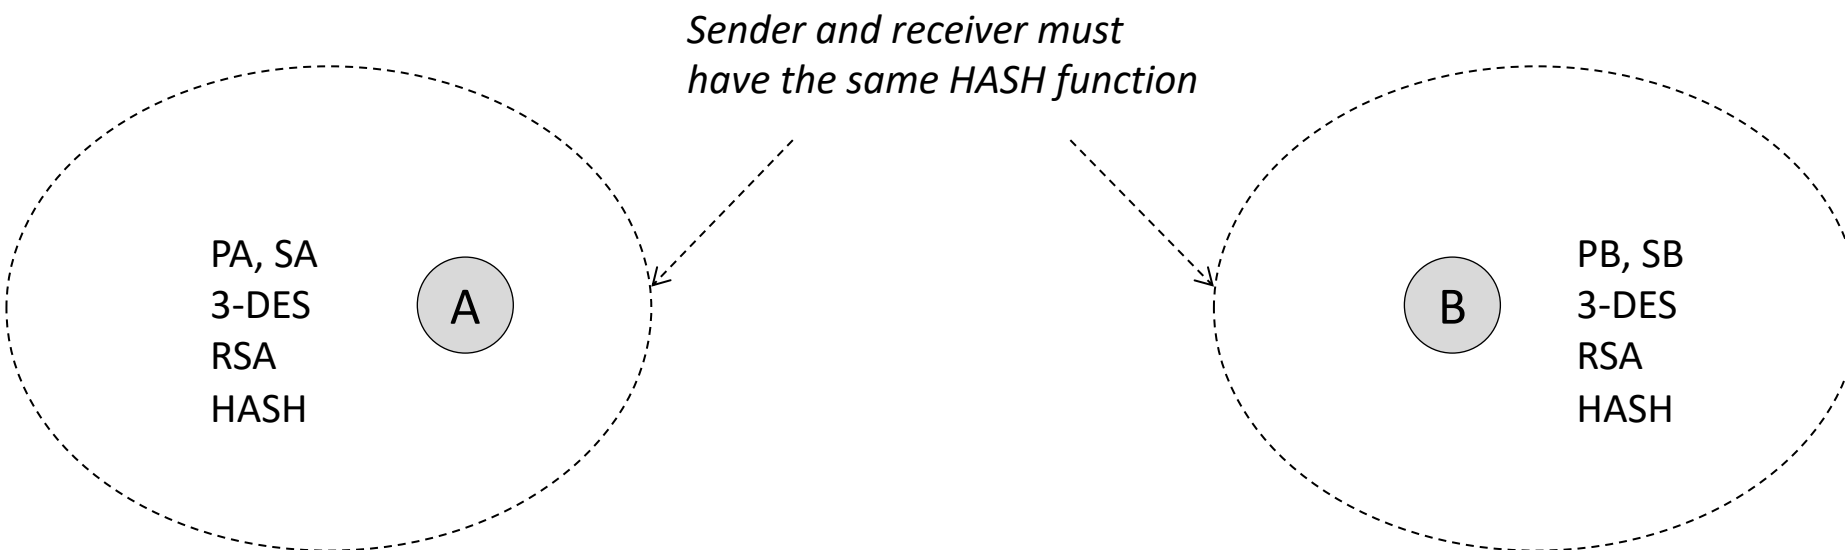 Sender and receiver must
have the same HASH function
PA, SA
3-DES
RSA
HASH
A
B
PB, SB
3-DES
RSA
HASH